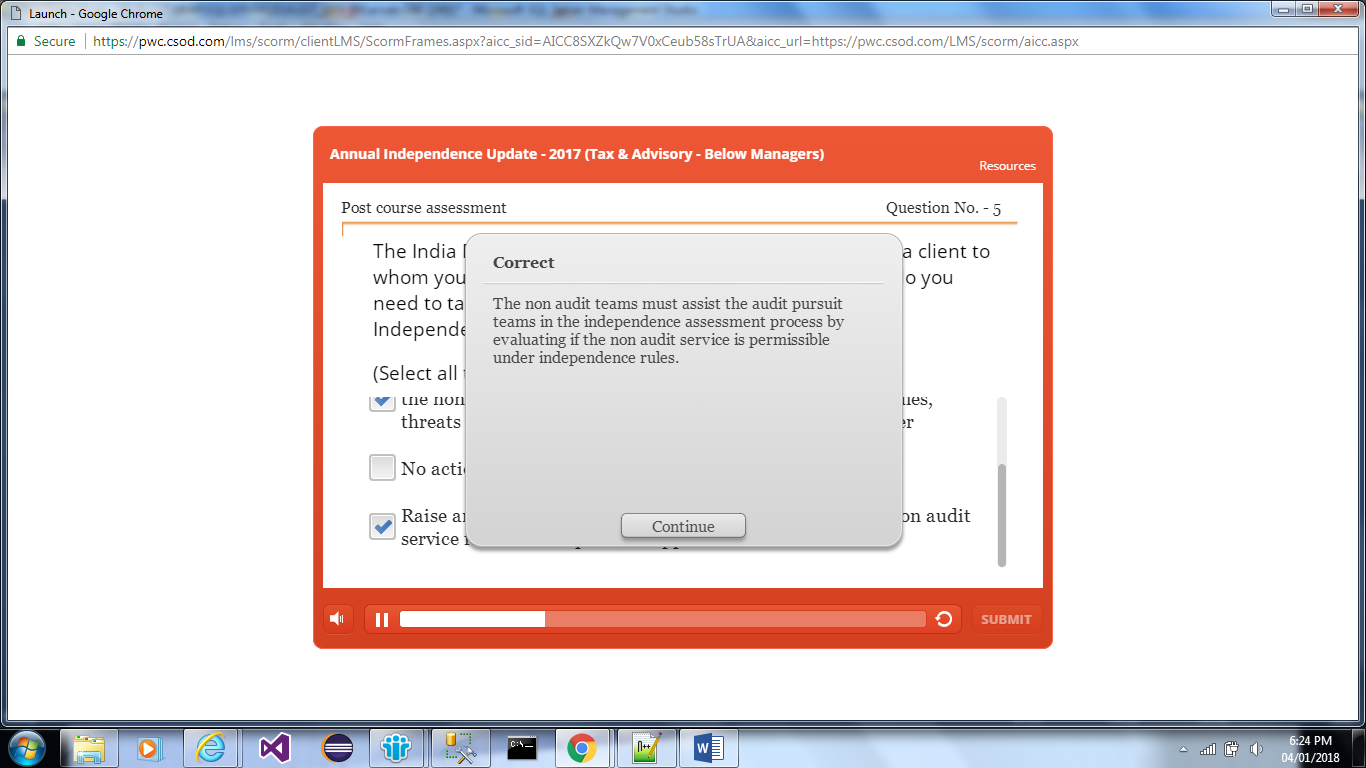 Launch - Google Chrome
Secure https://pwc.csod.com/lms/scorm/clientLMS/ScormFrames.aspx?aicc_sid=AICC8SXZkQw7V0xCeub58sTrUA&aicc_url=https://pwc.csod.com/LMS/scorm/aicc.aspx
Annual Independence Update - 2017 (Tax & Advisory - Below Managers)
Resources
Post course assessment
Question No. - 5
The India a client to
whom you o you
need to ta
Independe
(Select all
Correct
The non audit teams must assist the audit pursuit
teams in the independence assessment process by
evaluating if the non audit service is permissible
under independence rules.
Continue
the non
threats
No actio
Raise an on audit
service
SUBMIT
6:24 PM
04/01/2018